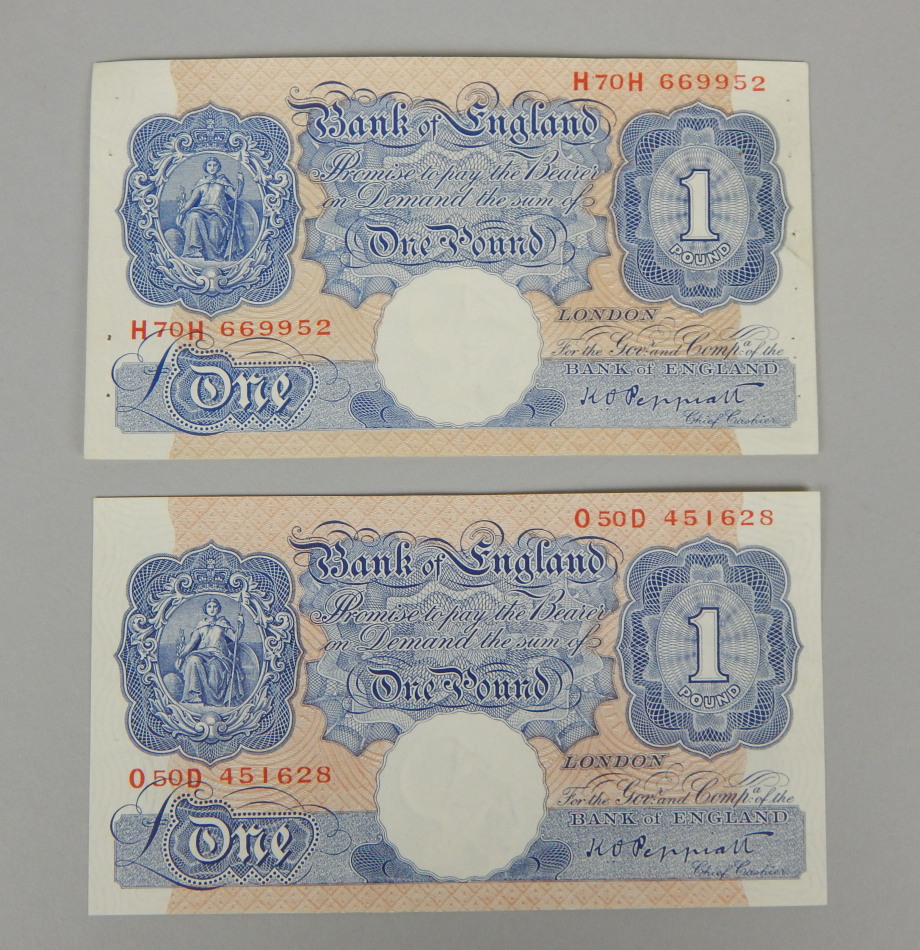 H70H 669952
Bank of England
Promise to pay the Bearer
on Demand the sum of
One Pound
1
POUND
H70H 669952
LONDON
For the Govr. and Compa. of the
BANK of ENGLAND
One
K O Peppiatt
Chief Cashier
O50D 451628
Bank of England
Promise to pay the Bearer
on Demand the sum of
One Pound
1
POUND
LONDON
O50D 451628
For the Govr. and Compa. of the
BANK of ENGLAND
One
K O Peppiatt
Chief Cashier